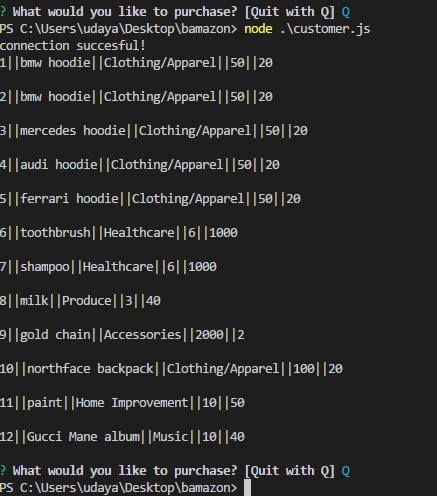 ? What would you like to purchase? [Quit with Q] Q
PS C:\Users\udaya\Desktop\bamazon> node .\customer.js
connection succesful!
1||bmw hoodie||Clothing/Apparel||50||20
2||bmw hoodie||Clothing/Apparel||50||20
3||mercedes hoodie||Clothing/Apparel||50||20
4||audi hoodie||Clothing/Apparel||50||20
5||ferrari hoodie||Clothing/Apparel||50||20
6||toothbrush||Healthcare||6||1000
7||shampoo||Healthcare||6||1000
8||milk||Produce||3||40
9||gold chain||Accessories||2000||2
10||northface backpack||Clothing/Apparel||100||20
11||paint||Home Improvement||10||50
12||Gucci Mane album||Music||10||40
? What would you like to purchase? [Quit with Q] Q
PS C:\Users\udaya\Desktop\bamazon>